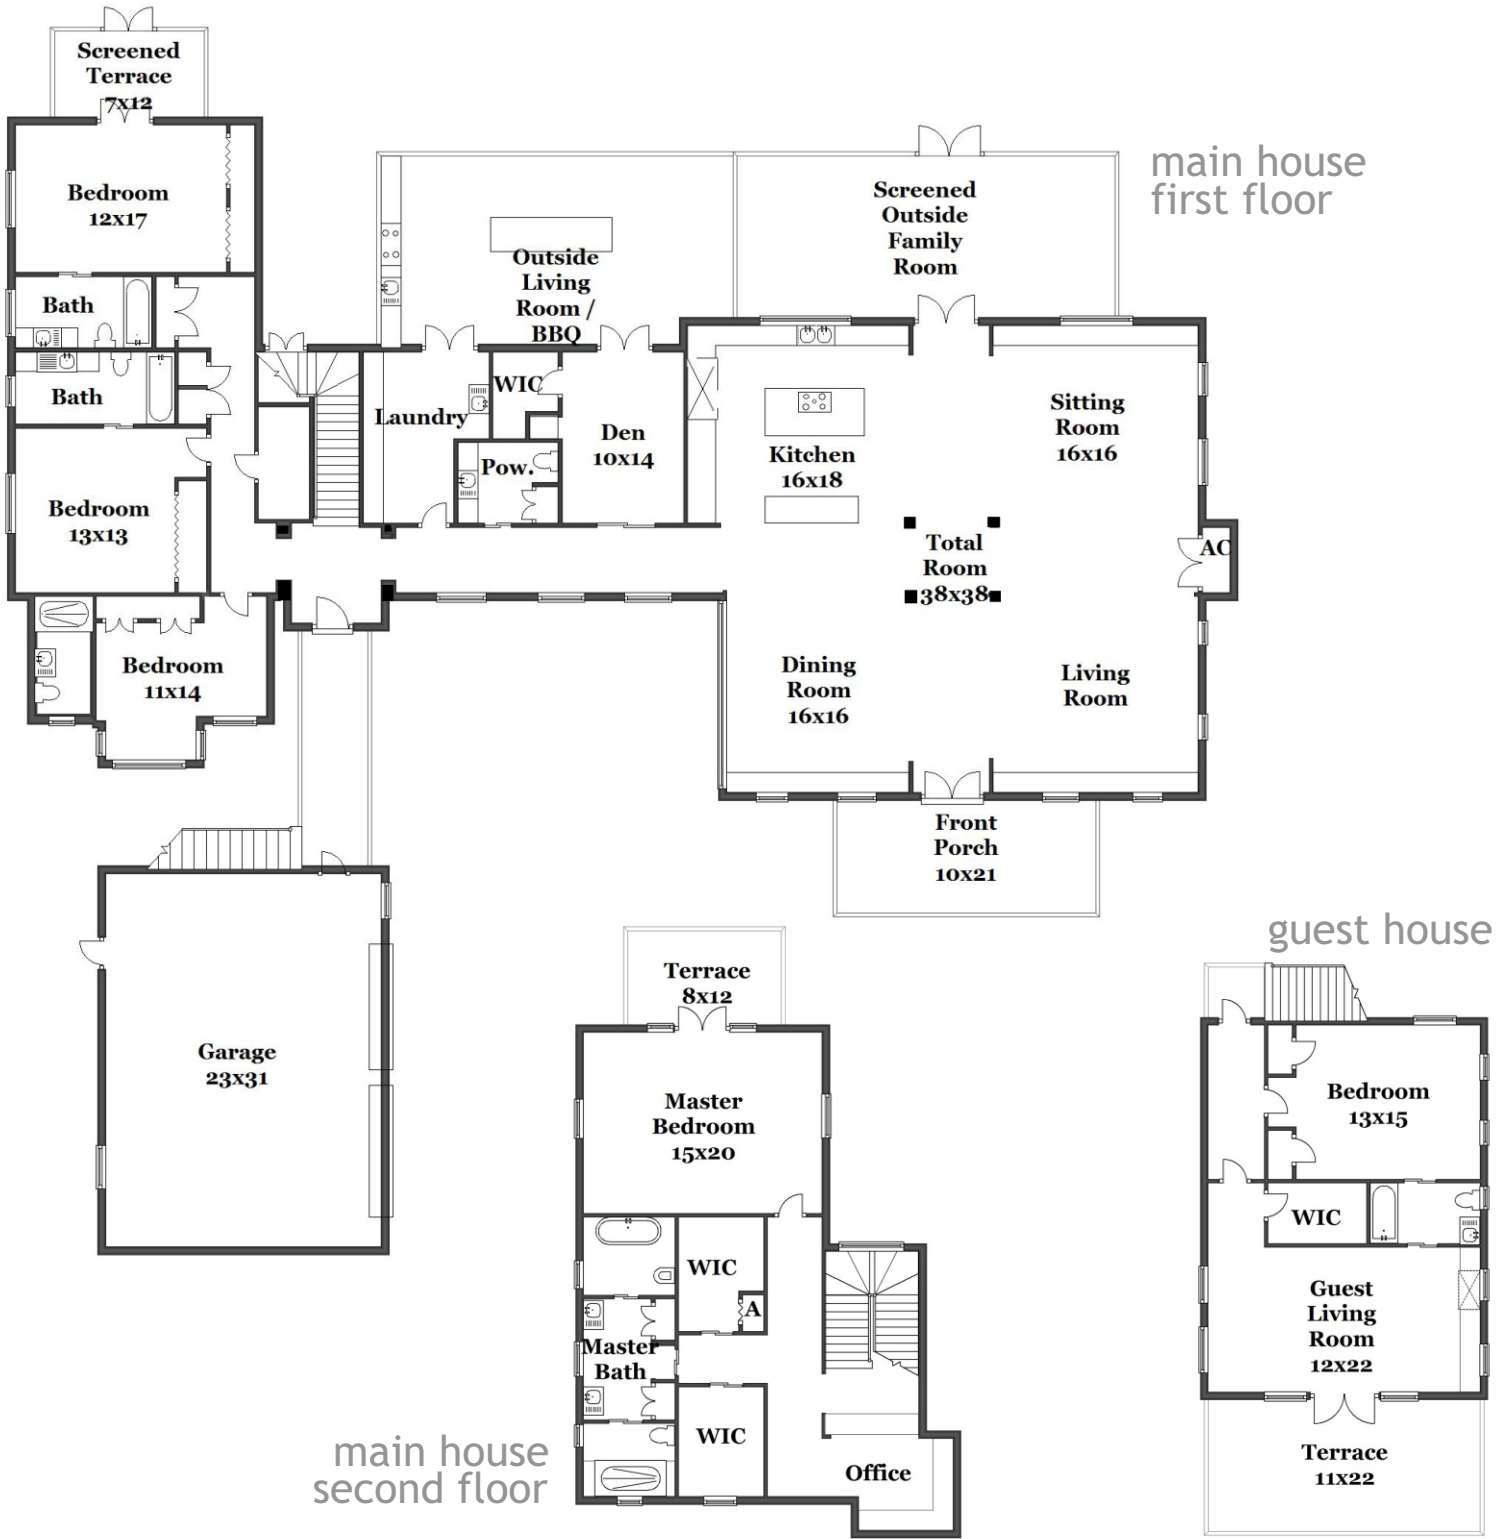 Screened
Terrace
7x12
Bedroom
12x17
Bath
Bath
Bedroom
13x13
Bedroom
11x14
Outside
Living
Room /
BBQ
Screened
Outside
Family
Room
main house
first floor
Laundry
WIC
Pow.
Den
10x14
Kitchen
16x18
Sitting
Room
16x16
Total
Room
38x38
AC
Dining
Room
16x16
Living
Room
Front
Porch
10x21
Garage
23x31
Terrace
8x12
Master
Bedroom
15x20
WIC
A
Master
Bath
WIC
Office
main house
second floor
guest house
Bedroom
13x15
WIC
Guest
Living
Room
12x22
Terrace
11x22